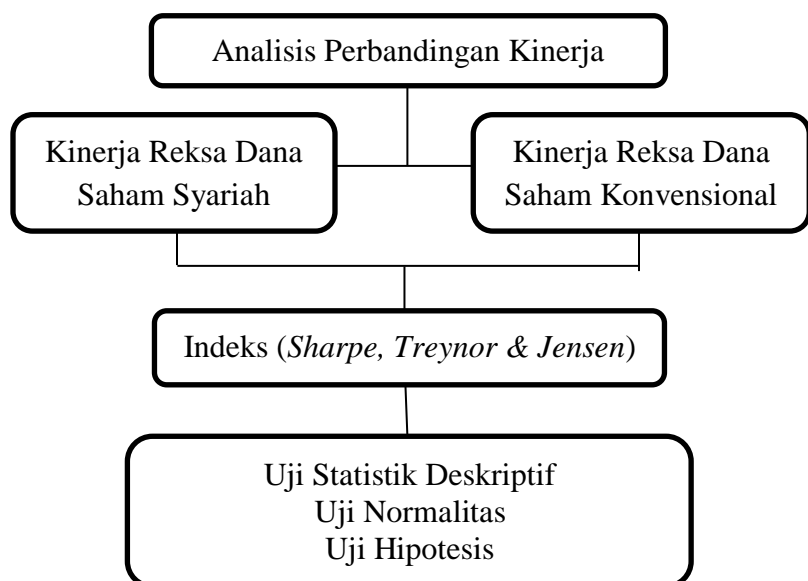 Analisis Perbandingan Kinerja
Kinerja Reksa Dana
Saham Syariah
Kinerja Reksa Dana
Saham Konvensional
Indeks (Sharpe, Treynor & Jensen)
Uji Statistik Deskriptif
Uji Normalitas
Uji Hipotesis